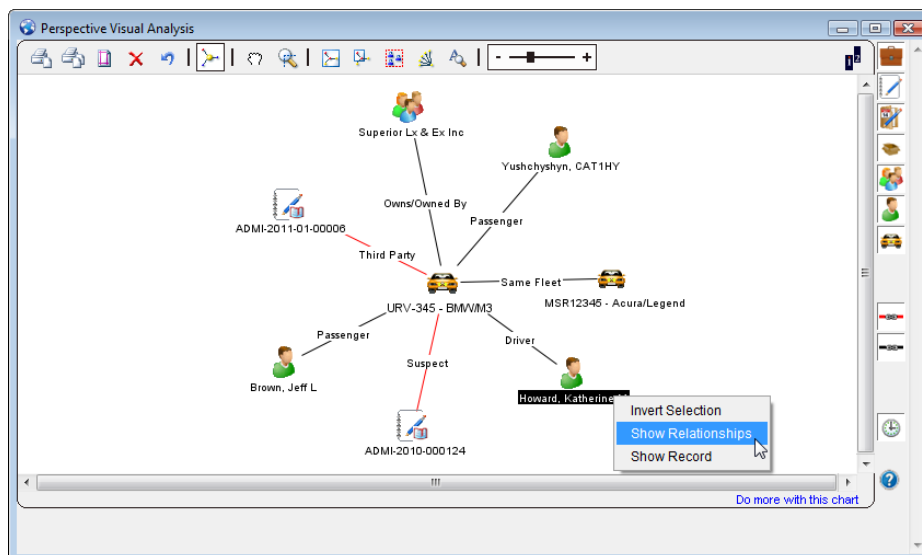 Perspective Visual Analysis
- +
1 2
Superior Lx & Ex Inc
Yushchyshyn, CAT1HY
Owns/Owned By
Passenger
ADMI-2011-01-00006
Third Party
Same Fleet
MSR12345 - Acura/Legend
URV-345 - BMW/M3
Passenger
Driver
Suspect
Brown, Jeff L
Howard, Katherine
Invert Selection
Show Relationships
ADMI-2010-000124
Show Record
Do more with this chart